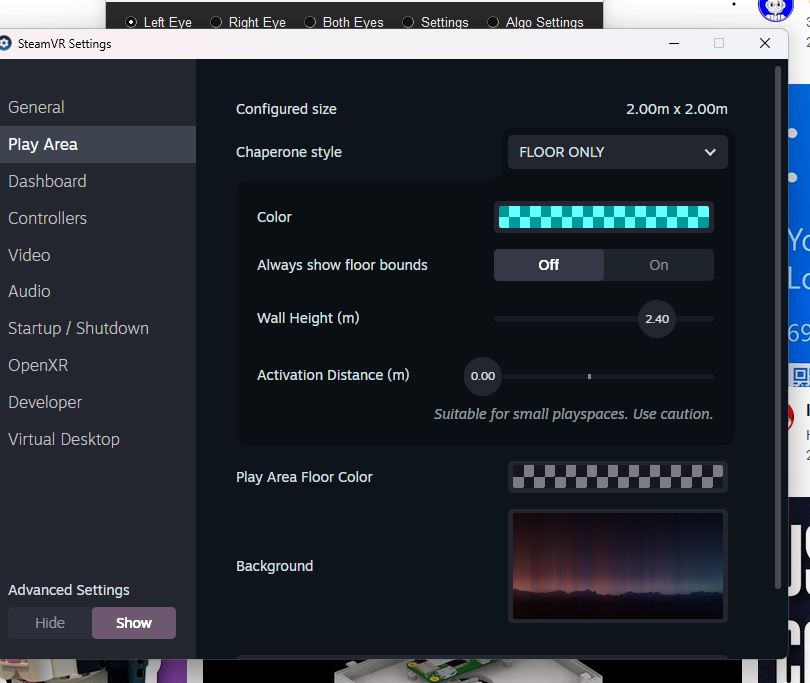 Left Eye Right Eye Both Eyes Settings Algo Settings
SteamVR Settings
General
Play Area
Dashboard
Controllers
Video
Audio
Startup / Shutdown
OpenXR
Developer
Virtual Desktop
Advanced Settings
Hide Show
Configured size 2.00m x 2.00m
Chaperone style FLOOR ONLY
Color
Always show floor bounds Off On
Wall Height (m) 2.40
Activation Distance (m) 0.00
Suitable for small playspaces. Use caution.
Play Area Floor Color
Background